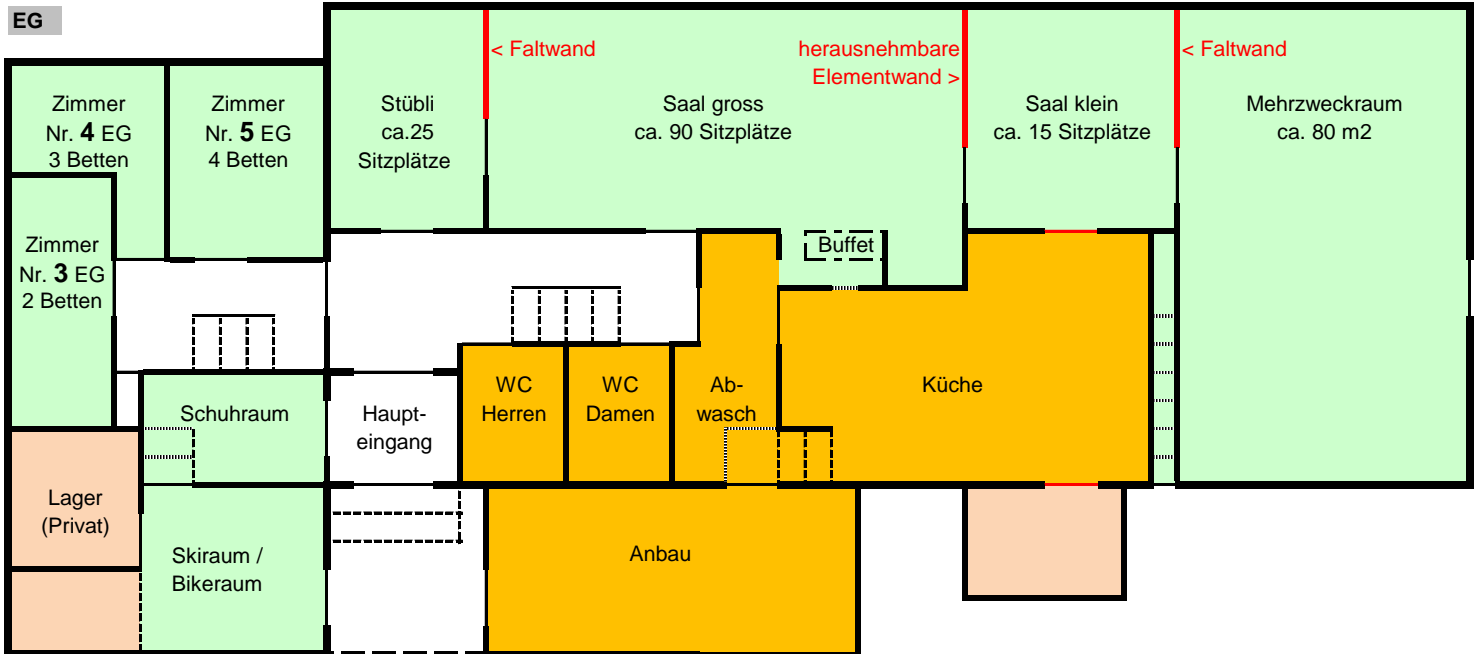 EG
< Faltwand
herausnehmbare
Elementwand >
< Faltwand
Zimmer
Nr. 4 EG
3 Betten
Zimmer
Nr. 5 EG
4 Betten
Stübli
ca.25
Sitzplätze
Saal gross
ca. 90 Sitzplätze
Saal klein
ca. 15 Sitzplätze
Mehrzweckraum
ca. 80 m2
Zimmer
Nr. 3 EG
2 Betten
Buffet
Schuhraum
Haupt-
eingang
WC
Herren
WC
Damen
Ab-
wasch
Küche
Lager
(Privat)
Skiraum /
Bikeraum
Anbau